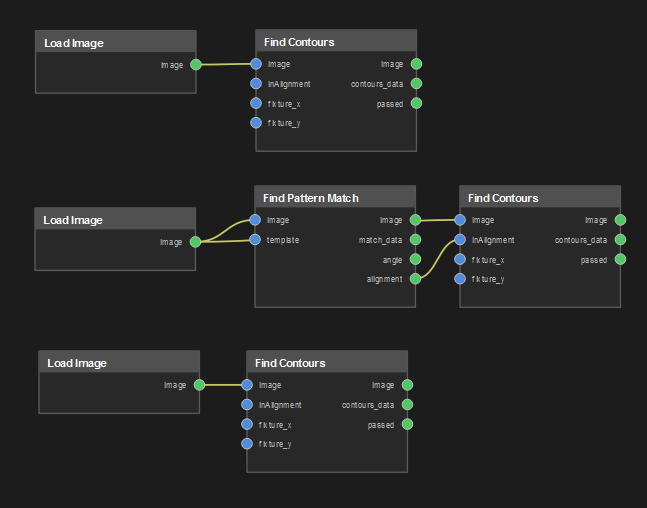 Load Image
Image
Find Contours
Image Image
inAlignment contours_data
fixture_x passed
fixture_y
Load Image
Image
Find Pattern Match
Image Image
template match_data
angle
alignment
Find Contours
Image Image
inAlignment contours_data
fixture_x passed
fixture_y
Load Image
Image
Find Contours
Image Image
inAlignment contours_data
fixture_x passed
fixture_y